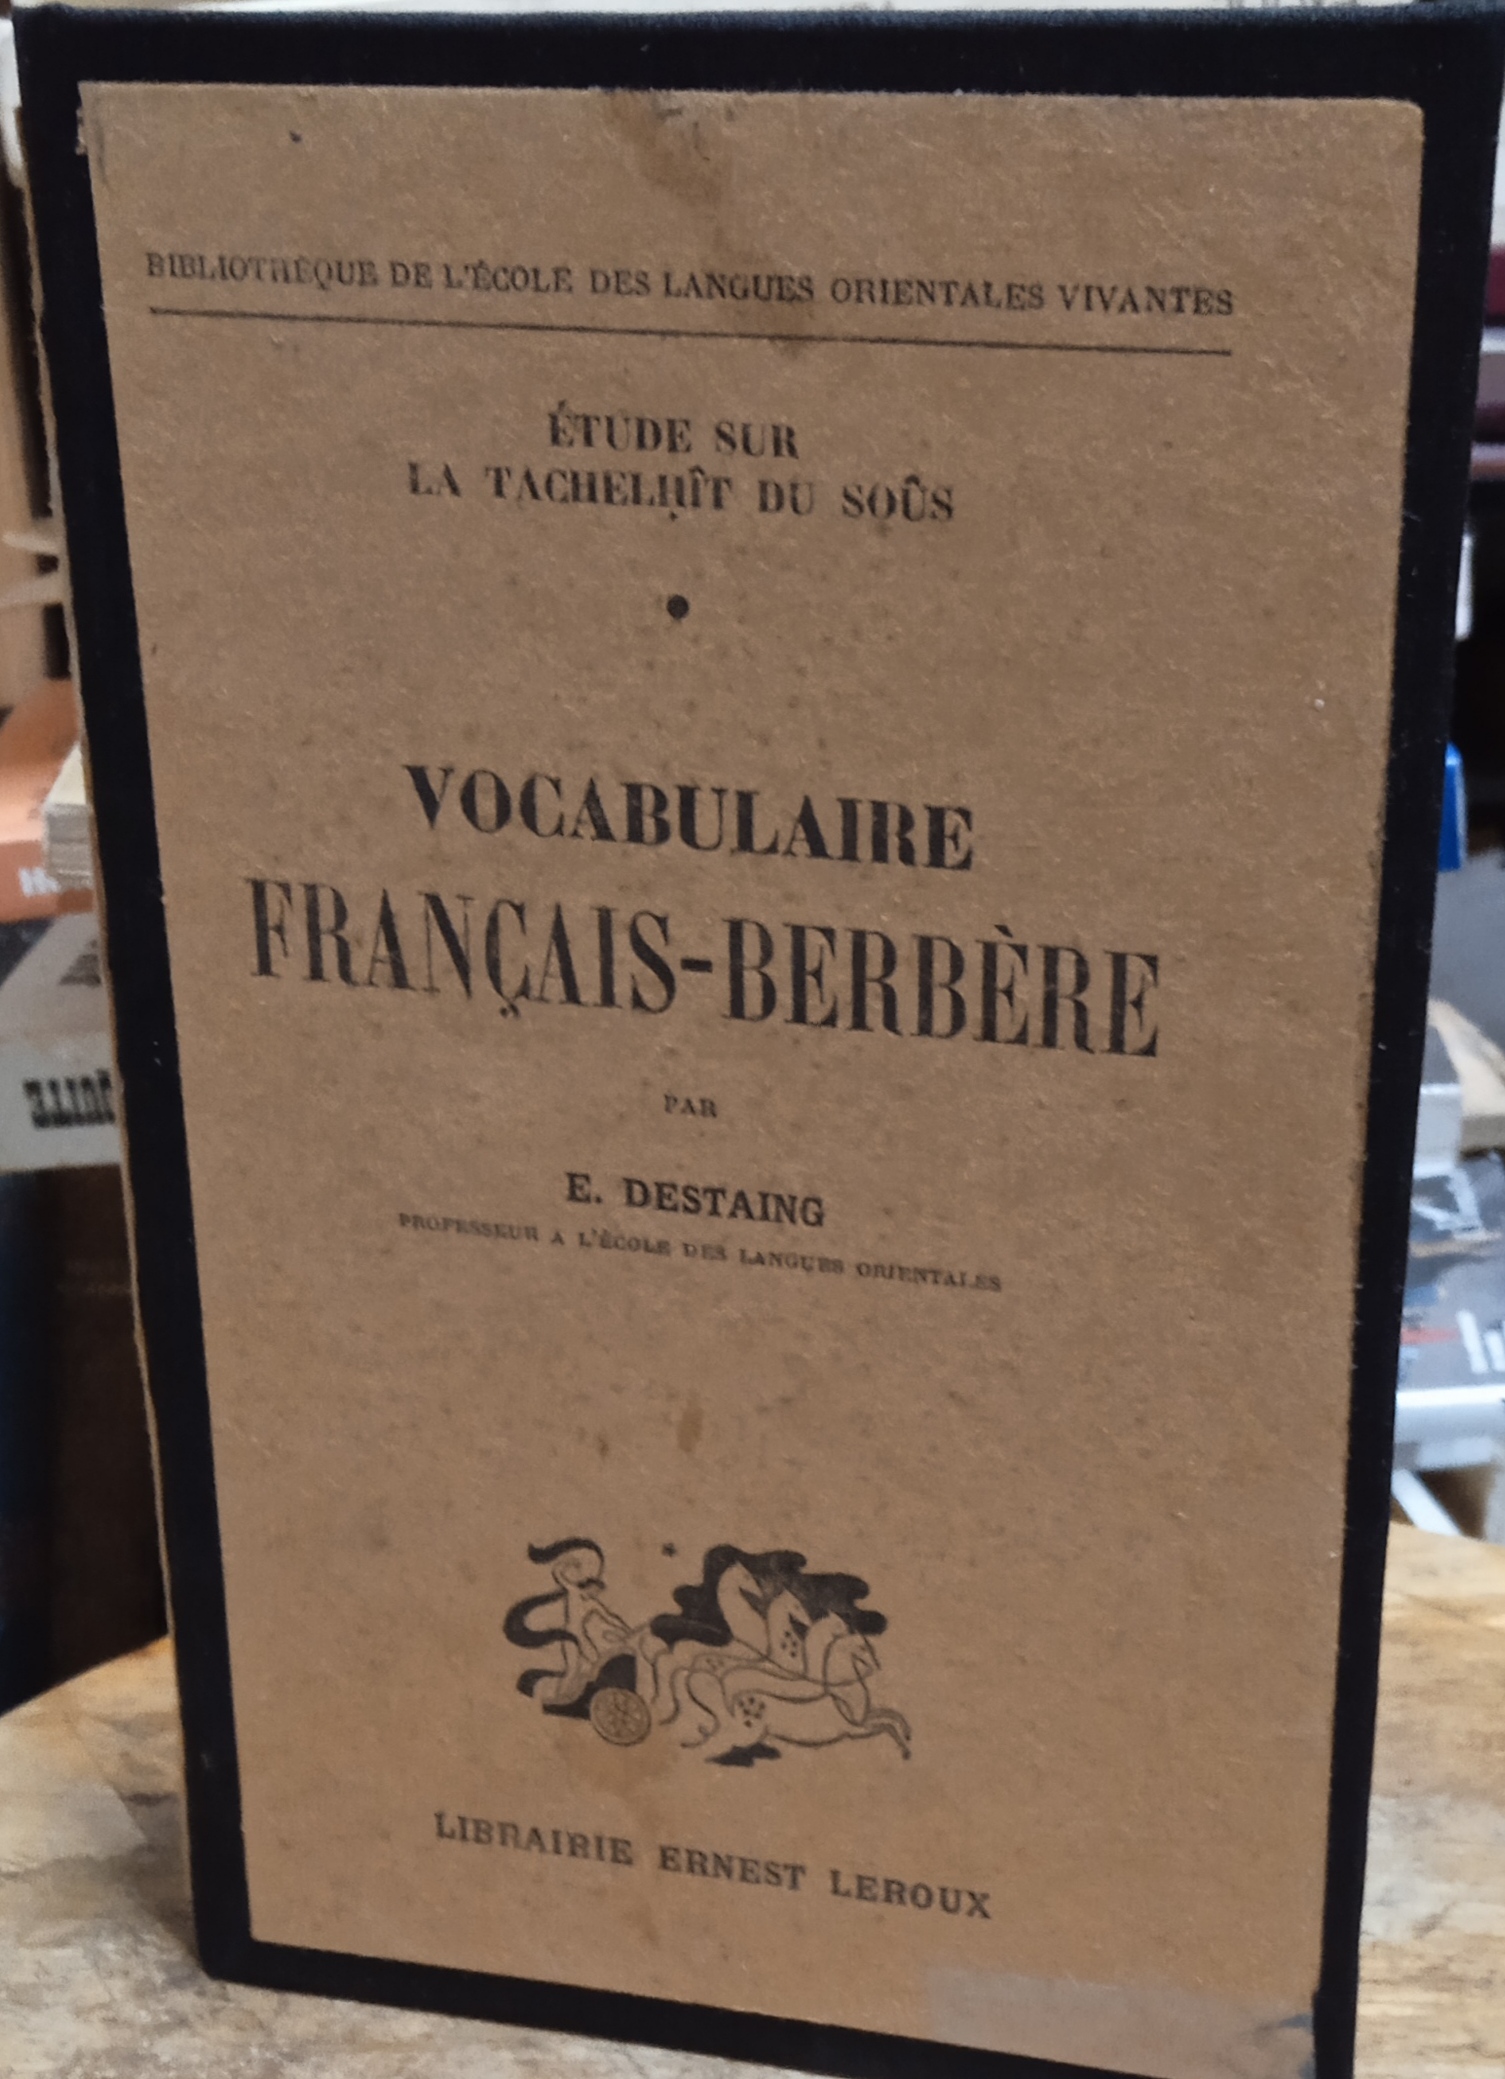 BIBLIOTHÈQUE DE L'ÉCOLE DES LANGUES ORIENTALES VIVANTES
ÉTUDE SUR
LA TACHELḤÎT DU SOÛS
VOCABULAIRE
FRANÇAIS-BERBÈRE
PAR
E. DESTAING
PROFESSEUR A L'ÉCOLE DES LANGUES ORIENTALES
LIBRAIRIE ERNEST LEROUX